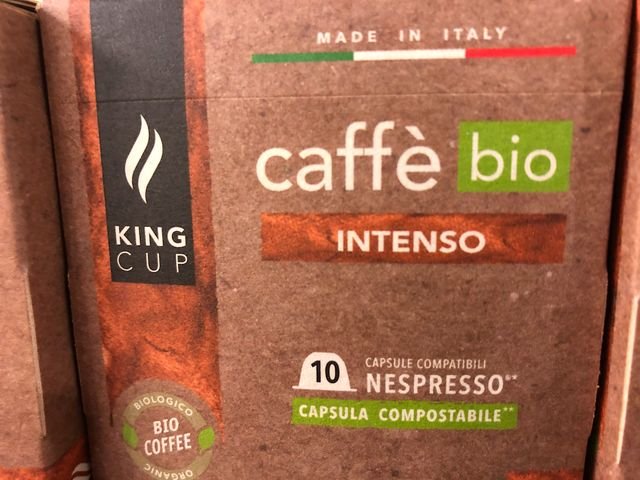 MADE IN ITALY
caffè bio
INTENSO
KING
CUP
10 CAPSULE COMPATIBILI
NESPRESSO®*
CAPSULA COMPOSTABILE**
BIOLOGICO
BIO
COFFEE
ORGANIC